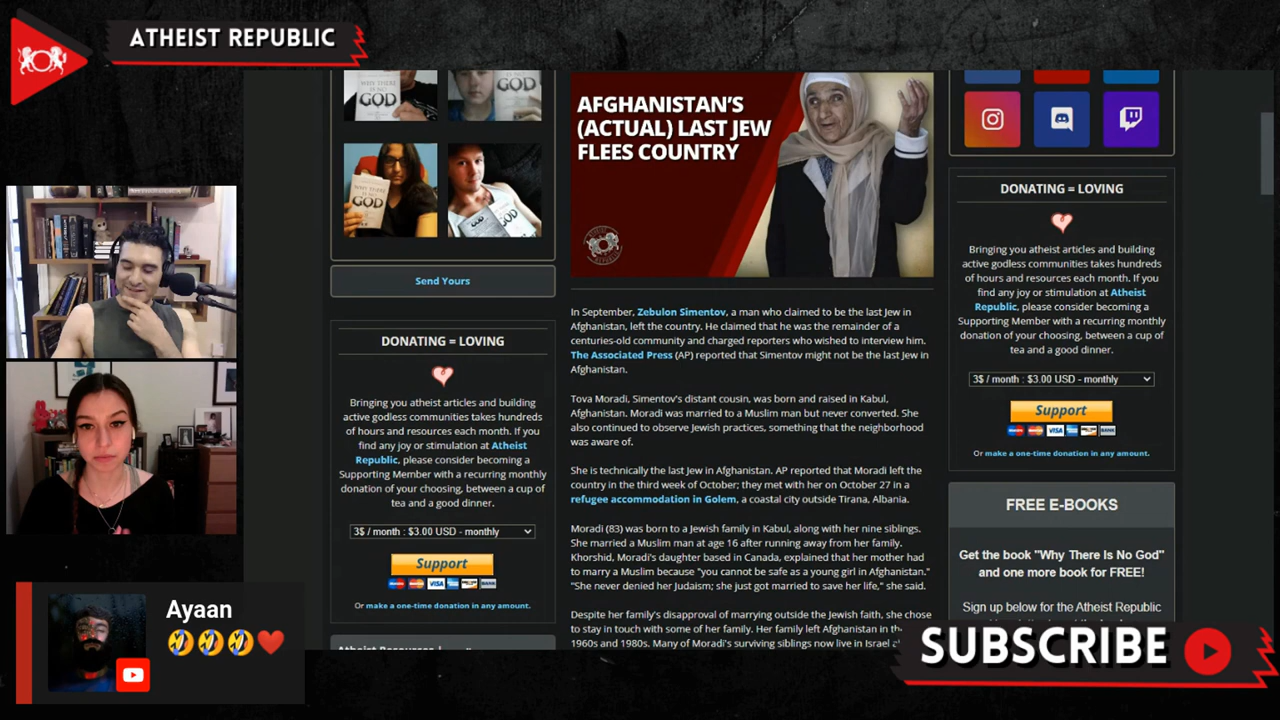 ATHEIST REPUBLIC
WHY THERE
IS NO
GOD
Send Yours
DONATING = LOVING
Bringing you atheist articles and building
active godless communities takes hundreds
of hours and resources each month. If you
find any joy or stimulation at Atheist
Republic, please consider becoming a
Supporting Member with a recurring monthly
donation of your choosing, between a cup of
tea and a good dinner.
3$ / month : $3.00 USD - monthly
Support
VISA
BANK
Or make a one-time donation in any amount.
Atheist Resources |
AFGHANISTAN'S
(ACTUAL) LAST JEW
FLEES COUNTRY
In September, Zebulon Simentov, a man who claimed to be the last Jew in
Afghanistan, left the country. He claimed that he was the remainder of a
centuries-old community and charged reporters who wished to interview him.
The Associated Press (AP) reported that Simentov might not be the last Jew in
Afghanistan.
Tova Moradi, Simentov's distant cousin, was born and raised in Kabul,
Afghanistan. Moradi was married to a Muslim man but never converted. She
also continued to observe Jewish practices, something that the neighborhood
was aware of.
She is technically the last Jew in Afghanistan. AP reported that Moradi left the
country in the third week of October; they met with her on October 27 in a
refugee accommodation in Golem, a coastal city outside Tirana, Albania.
Moradi (83) was born to a Jewish family in Kabul, along with her nine siblings.
She married a Muslim man at age 16 after running away from her family.
Khorshid, Moradi's daughter based in Canada, explained that her mother had
to marry a Muslim because "you cannot be safe as a young girl in Afghanistan."
"She never denied her Judaism; she just got married to save her life," she said.
Despite her family's disapproval of marrying outside the Jewish faith, she chose
to stay in touch with some of her family. Her family left Afghanistan in the
1960s and 1980s. Many of Moradi's surviving siblings now live in Israel
DONATING = LOVING
Bringing you atheist articles and building
active godless communities takes hundreds
of hours and resources each month. If you
find any joy or stimulation at Atheist
Republic, please consider becoming a
Supporting Member with a recurring monthly
donation of your choosing, between a cup of
tea and a good dinner.
3$ / month : $3.00 USD - monthly
Support
VISA
BANK
Or make a one-time donation in any amount.
FREE E-BOOKS
Get the book "Why There Is No God"
and one more book for FREE!
Sign up below for the Atheist Republic
Ayaan
🤣🤣🤣❤️
SUBSCRIBE